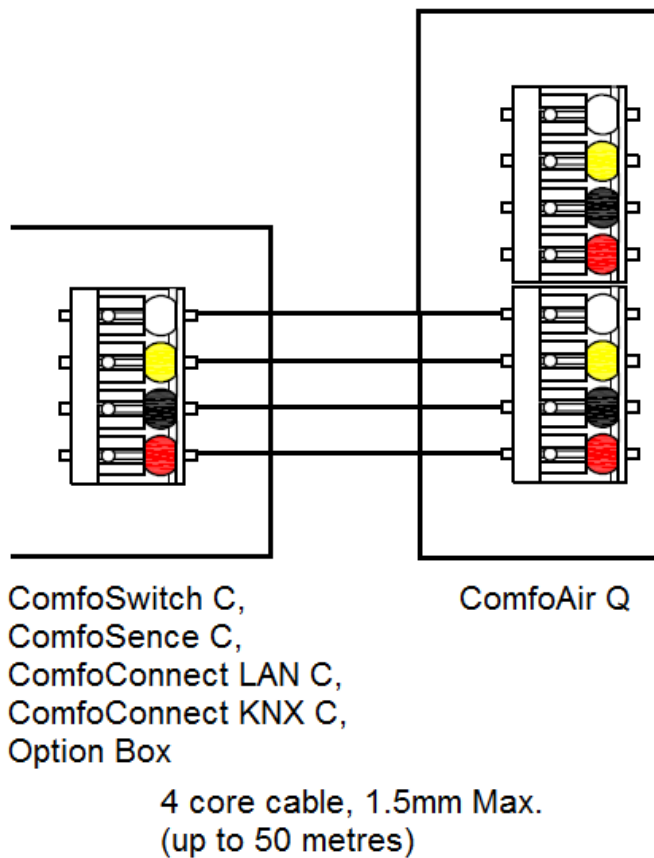 ComfoSwitch C,
ComfoSence C,
ComfoConnect LAN C,
ComfoConnect KNX C,
Option Box
ComfoAir Q
4 core cable, 1.5mm Max.
(up to 50 metres)